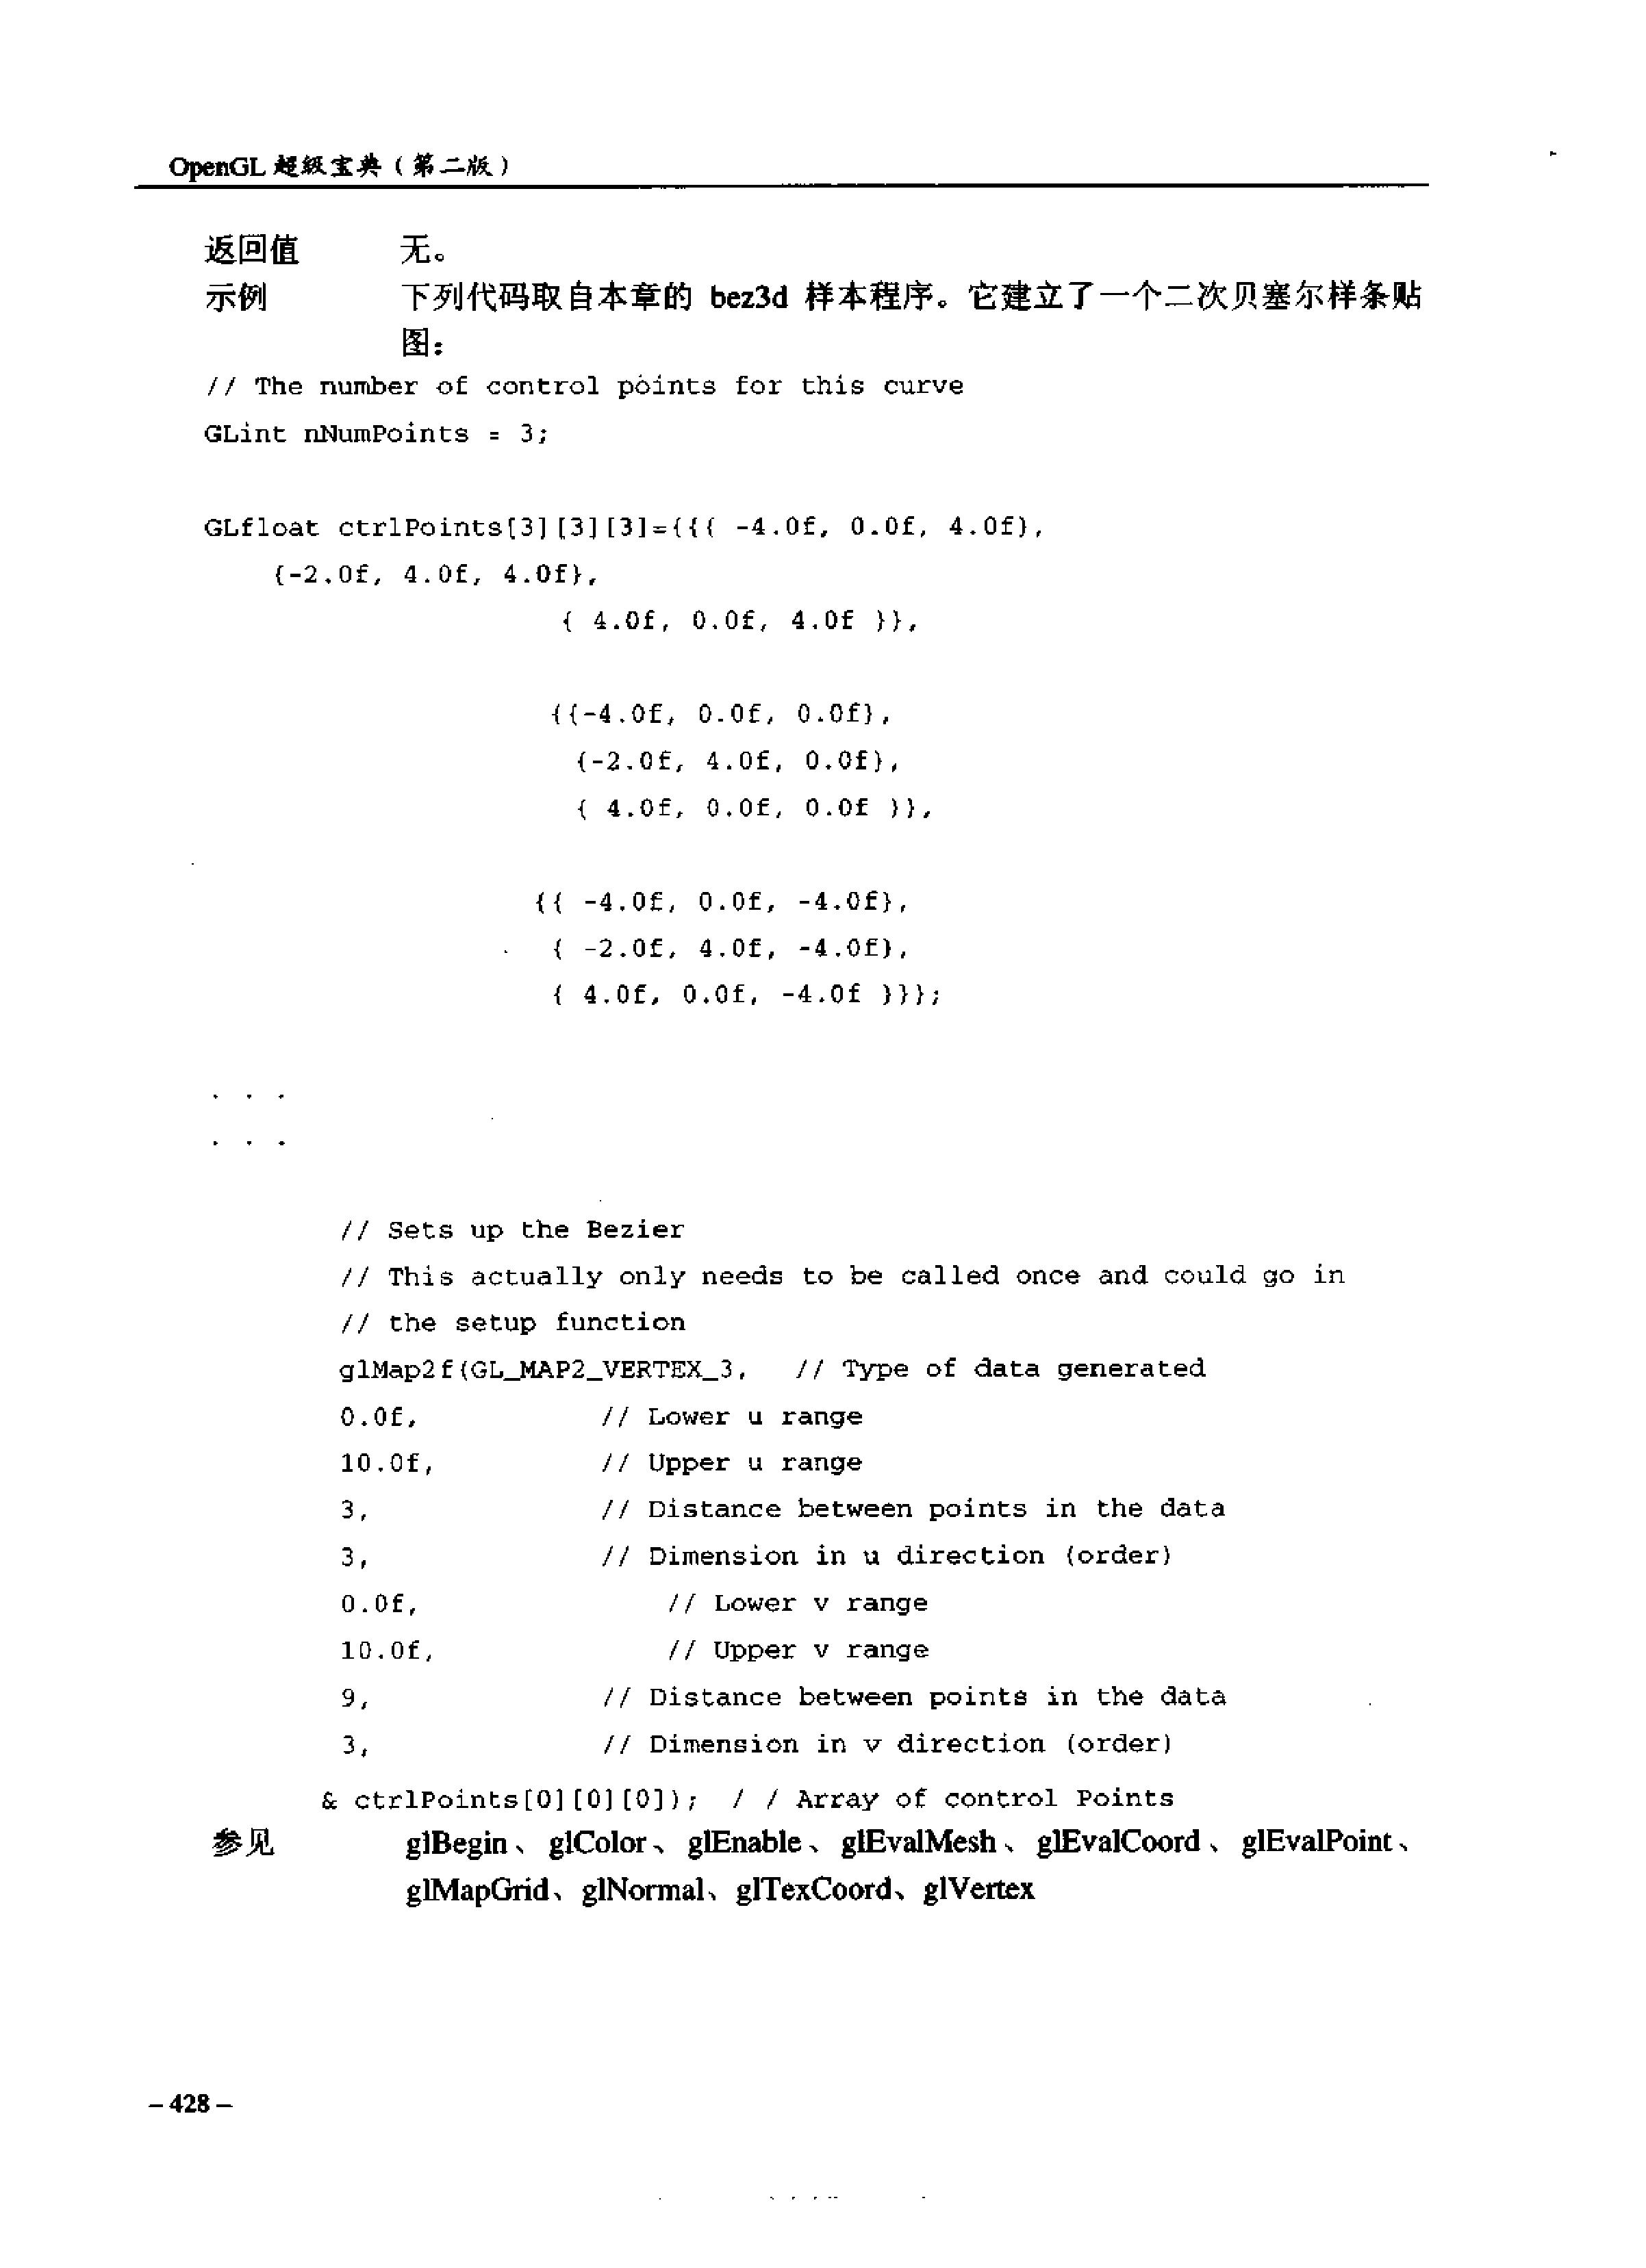 OpenGL 超级宝典（第二版）
返回值 无。
示例 下列代码取自本章的 bez3d 样本程序。它建立了一个二次贝塞尔样条贴
图：
// The number of control points for this curve
GLint nNumPoints = 3;
GLfloat ctrlPoints[3][3][3]={{{ -4.0f, 0.0f, 4.0f},
{-2.0f, 4.0f, 4.0f},
{ 4.0f, 0.0f, 4.0f }},
{{-4.0f, 0.0f, 0.0f},
{-2.0f, 4.0f, 0.0f},
{ 4.0f, 0.0f, 0.0f }},
{{ -4.0f, 0.0f, -4.0f},
{ -2.0f, 4.0f, -4.0f},
{ 4.0f, 0.0f, -4.0f }}};
. . .
. . .
// Sets up the Bezier
// This actually only needs to be called once and could go in
// the setup function
glMap2f(GL_MAP2_VERTEX_3, // Type of data generated
0.0f, // Lower u range
10.0f, // Upper u range
3, // Distance between points in the data
3, // Dimension in u direction (order)
0.0f, // Lower v range
10.0f, // Upper v range
9, // Distance between points in the data
3, // Dimension in v direction (order)
& ctrlPoints[0][0][0]); / / Array of control Points
参见 glBegin、glColor、glEnable、glEvalMesh、glEvalCoord、glEvalPoint、
glMapGrid、glNormal、glTexCoord、glVertex
– 428 –